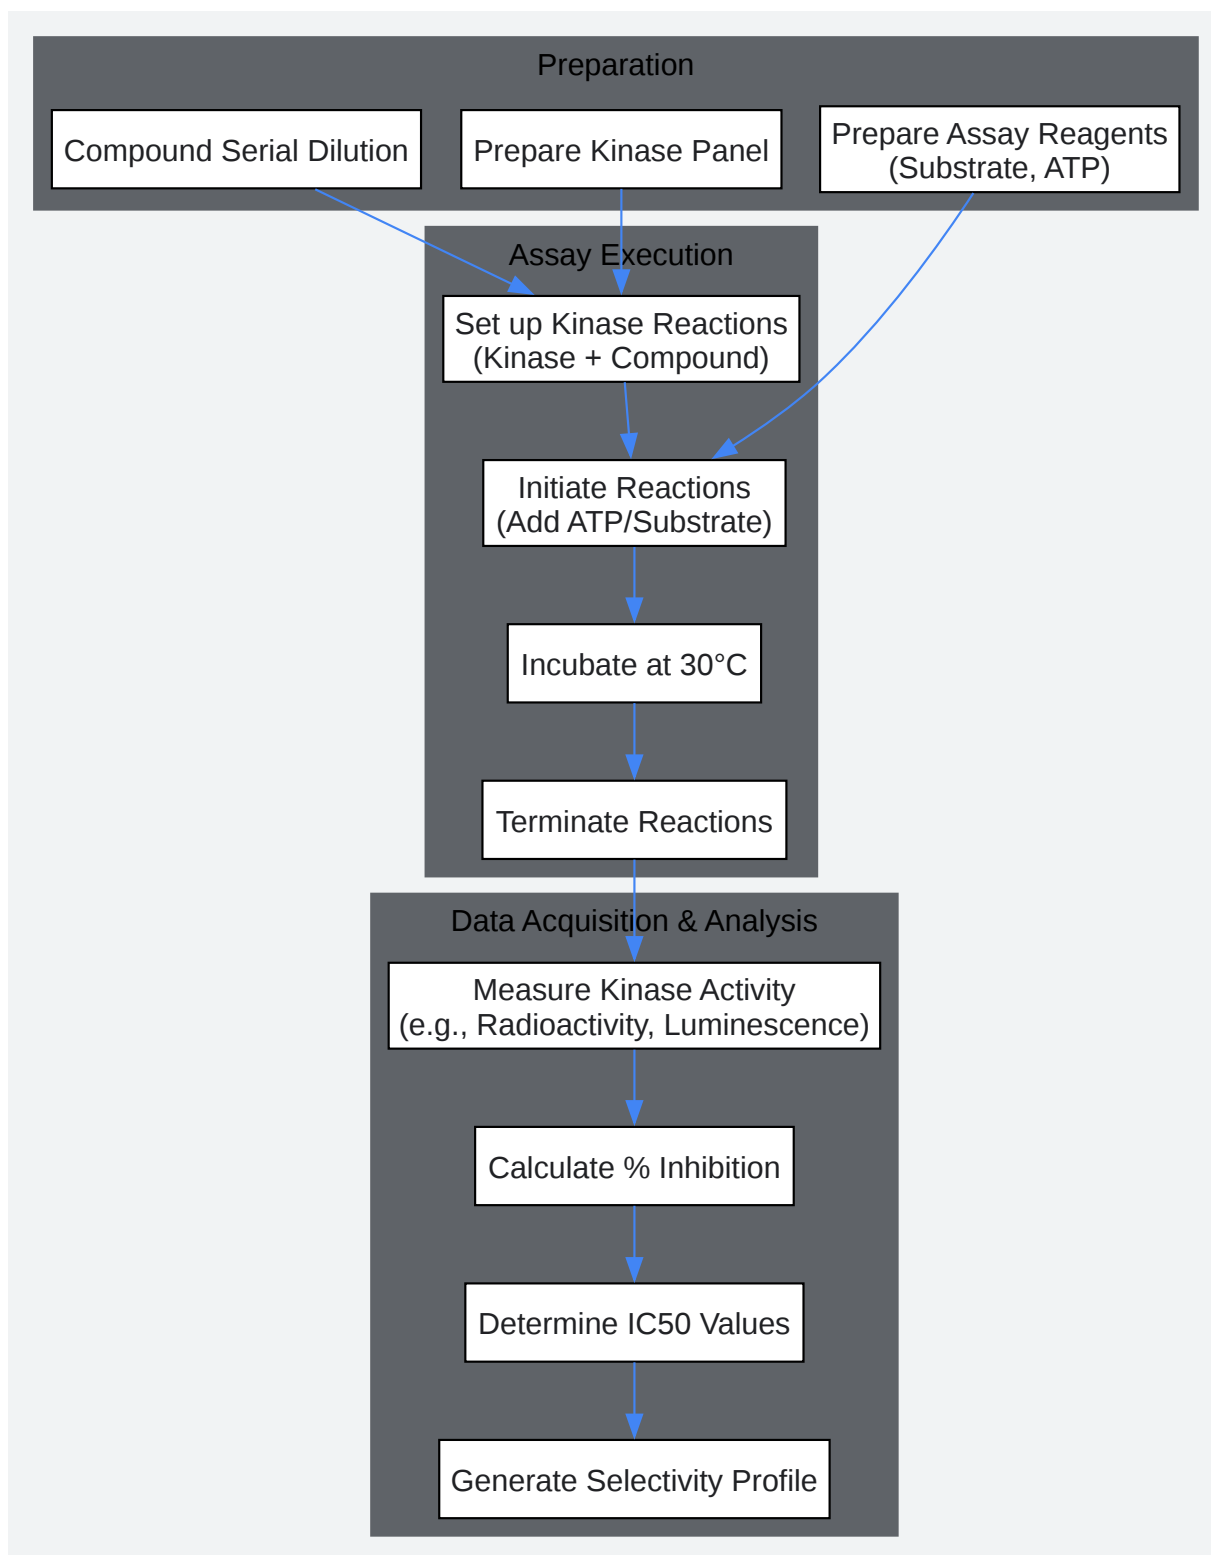 Preparation
Compound Serial Dilution
Prepare Kinase Panel
Prepare Assay Reagents
(Substrate, ATP)
Assay Execution
Set up Kinase Reactions
(Kinase + Compound)
Initiate Reactions
(Add ATP/Substrate)
Incubate at 30°C
Terminate Reactions
Data Acquisition & Analysis
Measure Kinase Activity
(e.g., Radioactivity, Luminescence)
Calculate % Inhibition
Determine IC50 Values
Generate Selectivity Profile